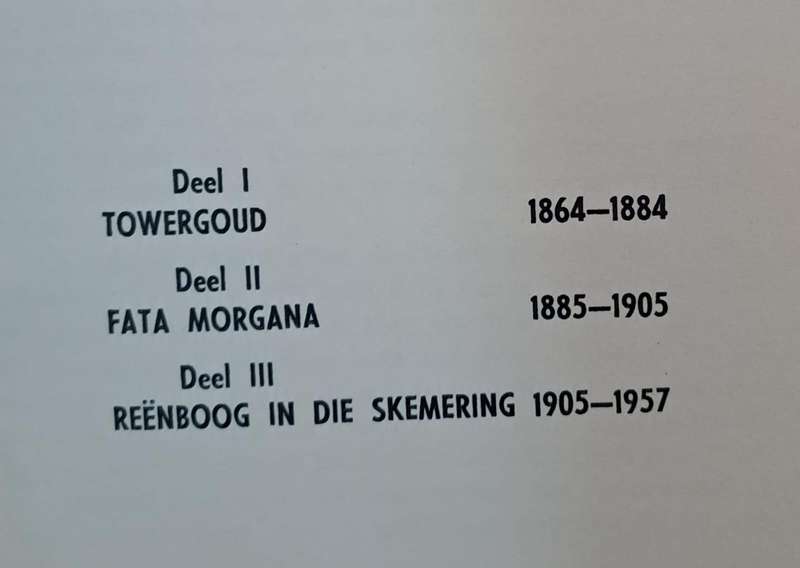 Deel I
TOWERGOUD 1864—1884
Deel II
FATA MORGANA 1885—1905
Deel III
REËNBOOG IN DIE SKEMERING 1905—1957